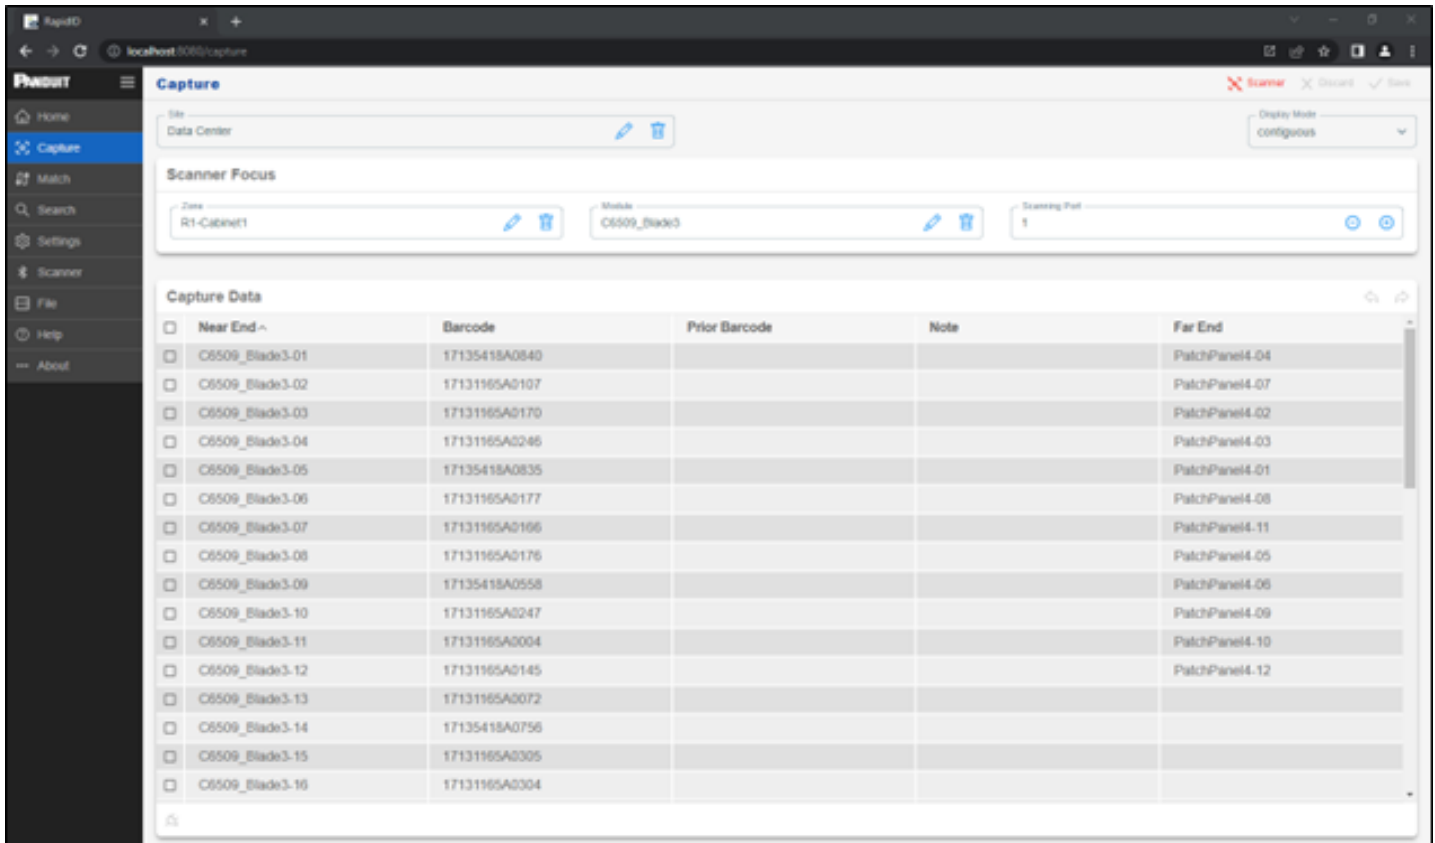 RapidID
localhost:8080/capture
PANDUIT
Capture
Scanner Discard Save
Home
Capture
Match
Search
Settings
Scanner
File
Help
About
Site
Data Center
Display Mode
contiguous
Scanner Focus
Zone
R1-Cabinet1
Module
C6509_Blade3
Scanning Port
1
Capture Data
Near End Barcode Prior Barcode Note Far End
C6509_Blade3-01 17135418A0840 PatchPanel4-04
C6509_Blade3-02 17131165A0107 PatchPanel4-07
C6509_Blade3-03 17131165A0170 PatchPanel4-02
C6509_Blade3-04 17131165A0246 PatchPanel4-03
C6509_Blade3-05 17135418A0835 PatchPanel4-01
C6509_Blade3-06 17131165A0177 PatchPanel4-08
C6509_Blade3-07 17131165A0166 PatchPanel4-11
C6509_Blade3-08 17131165A0176 PatchPanel4-05
C6509_Blade3-09 17135418A0558 PatchPanel4-06
C6509_Blade3-10 17131165A0247 PatchPanel4-09
C6509_Blade3-11 17131165A0004 PatchPanel4-10
C6509_Blade3-12 17131165A0145 PatchPanel4-12
C6509_Blade3-13 17131165A0072
C6509_Blade3-14 17135418A0756
C6509_Blade3-15 17131165A0305
C6509_Blade3-16 17131165A0304